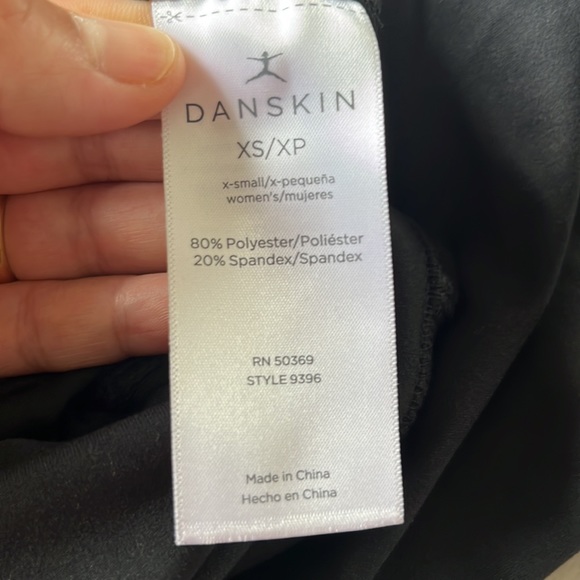 DANSKIN
XS/XP
x-small/x-pequeña
women's/mujeres
80% Polyester/Poliéster
20% Spandex/Spandex
RN 50369
STYLE 9396
Made in China
Hecho en China